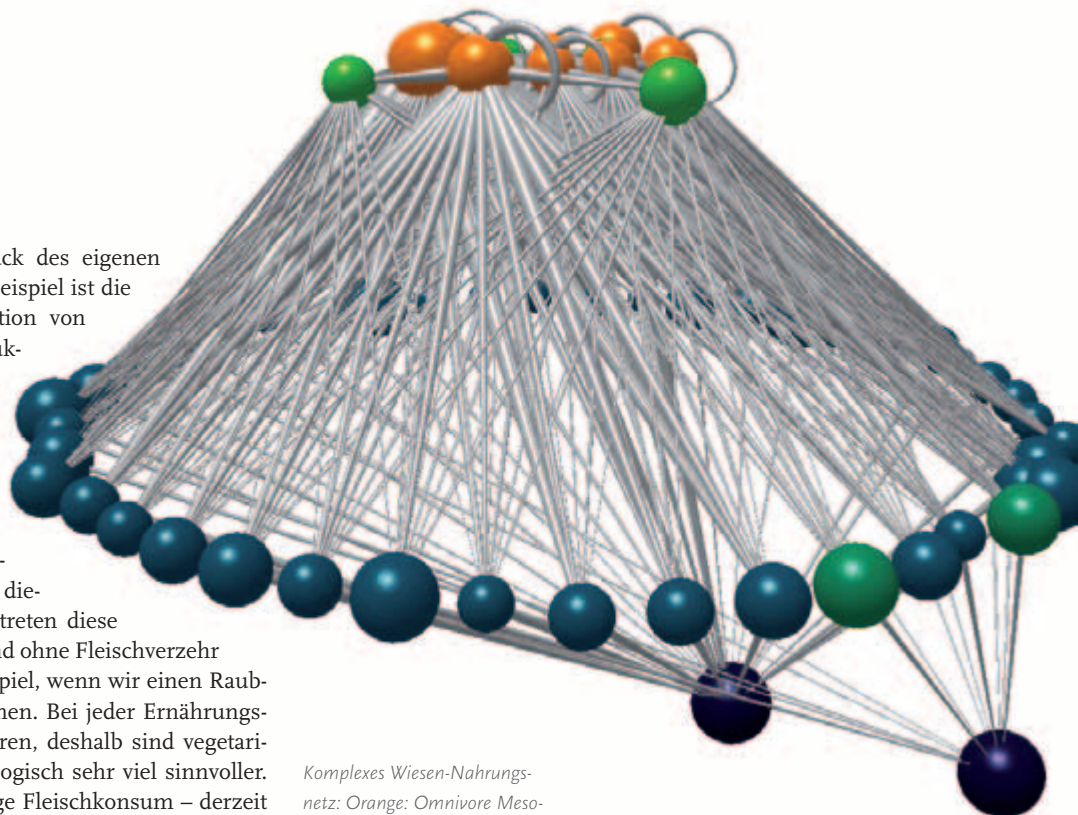 ck des eigenen
eispiel ist die
tion von
uk-
-
die-
treten diese
nd ohne Fleischverzehr
spiel, wenn wir einen Raub-
nen. Bei jeder Ernährungs-
ren, deshalb sind vegetari-
ogisch sehr viel sinnvoller.
ge Fleischkonsum – derzeit
Komplexes Wiesen-Nahrungs-
netz: Orange: Omnivore Meso-